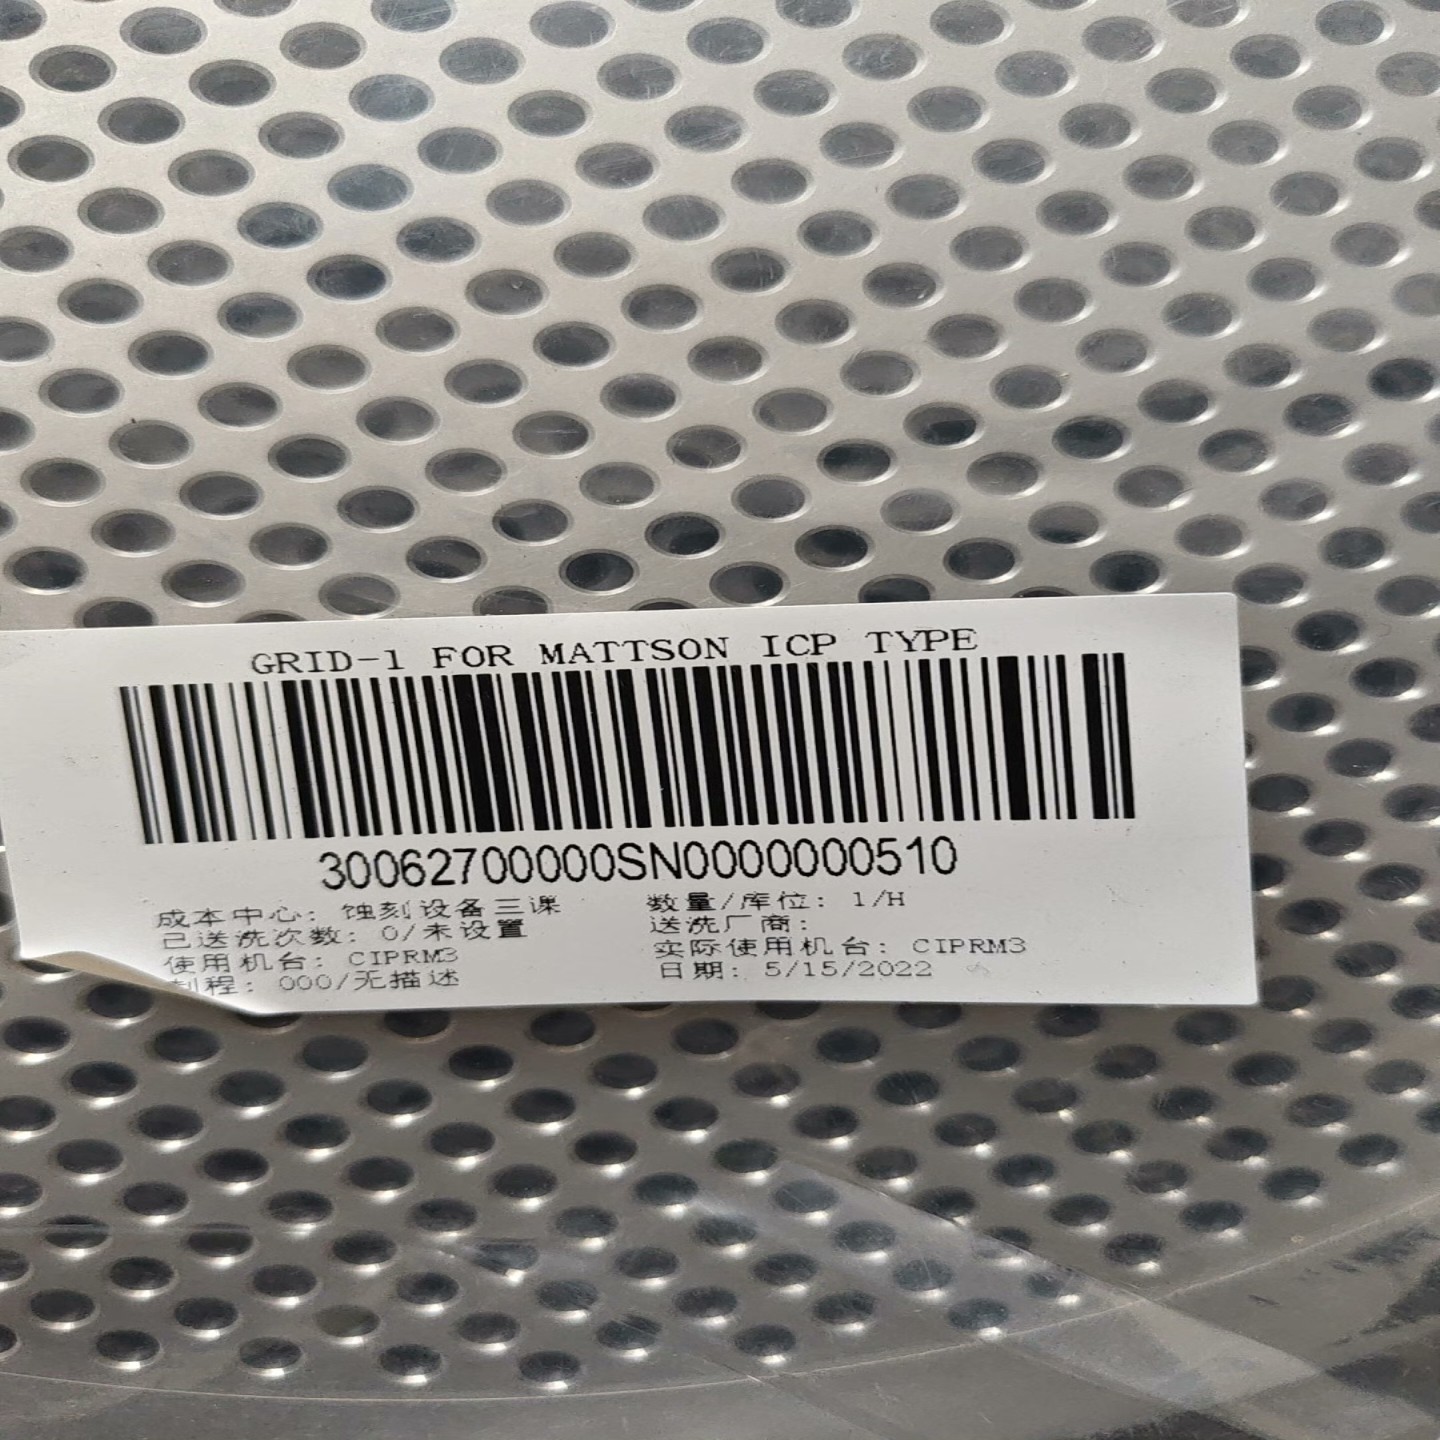 GRID-1 FOR MATTSON ICP TYPE
30062700000SN0000000510
成本中心: 蚀刻设备三课 数量/库位: 1/H
已送洗次数: 0/未设置 送洗厂商:
使用机台: CIPRM3 实际使用机台: CIPRM3
制程: 000/无描述 日期: 5/15/2022